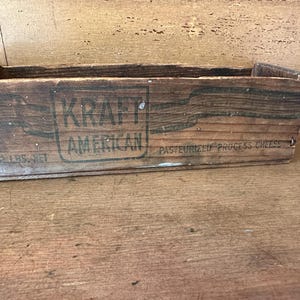 KRAFT
AMERICAN
LBS. NET
PASTEURIZED PROCESS CHEESE